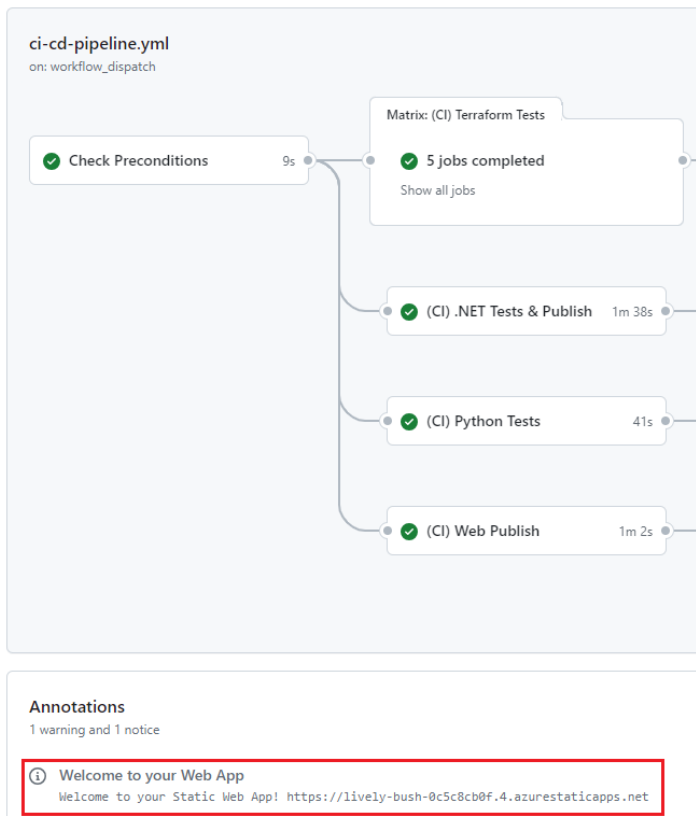 ci-cd-pipeline.yml
on: workflow_dispatch
Matrix: (CI) Terraform Tests
Check Preconditions 9s
5 jobs completed
Show all jobs
(CI) .NET Tests & Publish 1m 38s
(CI) Python Tests 41s
(CI) Web Publish 1m 2s
Annotations
1 warning and 1 notice
Welcome to your Web App
Welcome to your Static Web App! https://lively-bush-0c5c8cb0f.4.azurestaticapps.net